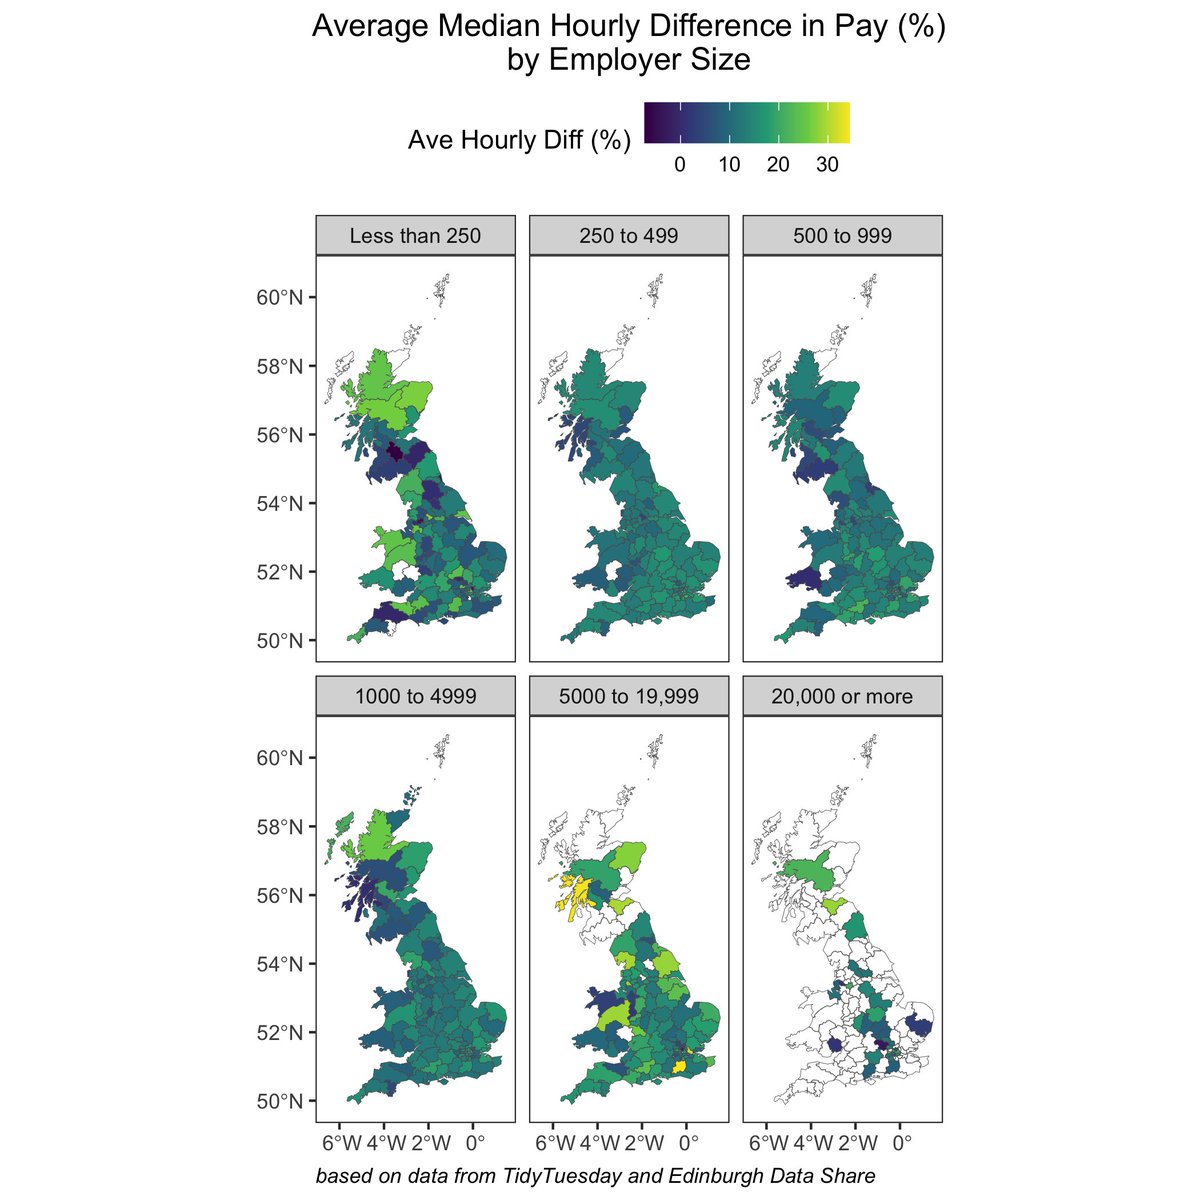 Average Median Hourly Difference in Pay (%)
by Employer Size
Ave Hourly Diff (%)
0 10 20 30
Less than 250
250 to 499
500 to 999
60°N
58°N
56°N
54°N
52°N
50°N
1000 to 4999
5000 to 19,999
20,000 or more
60°N
58°N
56°N
54°N
52°N
50°N
6°W 4°W 2°W 0°
6°W 4°W 2°W 0°
6°W 4°W 2°W 0°
based on data from TidyTuesday and Edinburgh Data Share